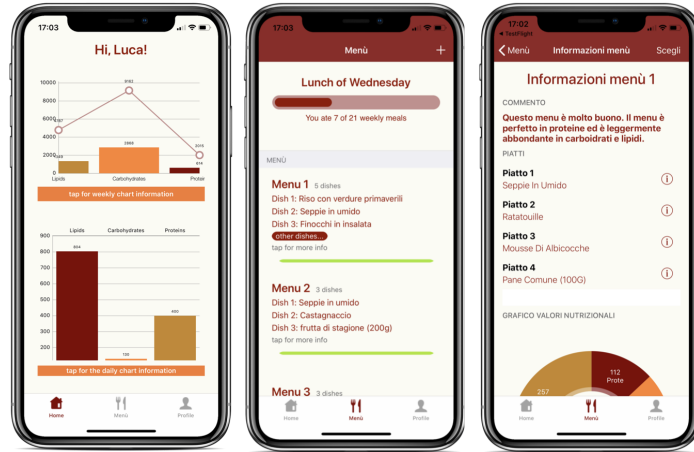 17:03
Hi, Luca!
10000
9162
8000
6000
4000
2868
2000
2015
614
0
Lipids
Carbohydrates
Protei
tap for weekly chart information
Lipids
Carbohydrates
Proteins
900
804
800
700
600
500
400
400
300
200
tap for the daily chart information
Home
Menù
Profile
17:03
Menù
+
Lunch of Wednesday
You ate 7 of 21 weekly meals
MENÙ
Menu 1 5 dishes
Dish 1: Riso con verdure primaverili
Dish 2: Seppie in umido
Dish 3: Finocchi in insalata
other dishes...
tap for more info
Menu 2 3 dishes
Dish 1: Seppie in umido
Dish 2: Castagnaccio
Dish 3: frutta di stagione (200g)
tap for more info
Menu 3 3 dishes
Home
Menù
Profile
17:02
TestFlight
Menù
Informazioni menù
Scegli
Informazioni menù 1
COMMENTO
Questo menu è molto buono. Il menu è
perfetto in proteine ed è leggermente
abbondante in carboidrati e lipidi.
PIATTI
Piatto 1
Seppie In Umido
Piatto 2
Ratatouille
Piatto 3
Mousse Di Albicocche
Piatto 4
Pane Comune (100G)
GRAFICO VALORI NUTRIZIONALI
257
112
Prote
Home
Menù
Profile